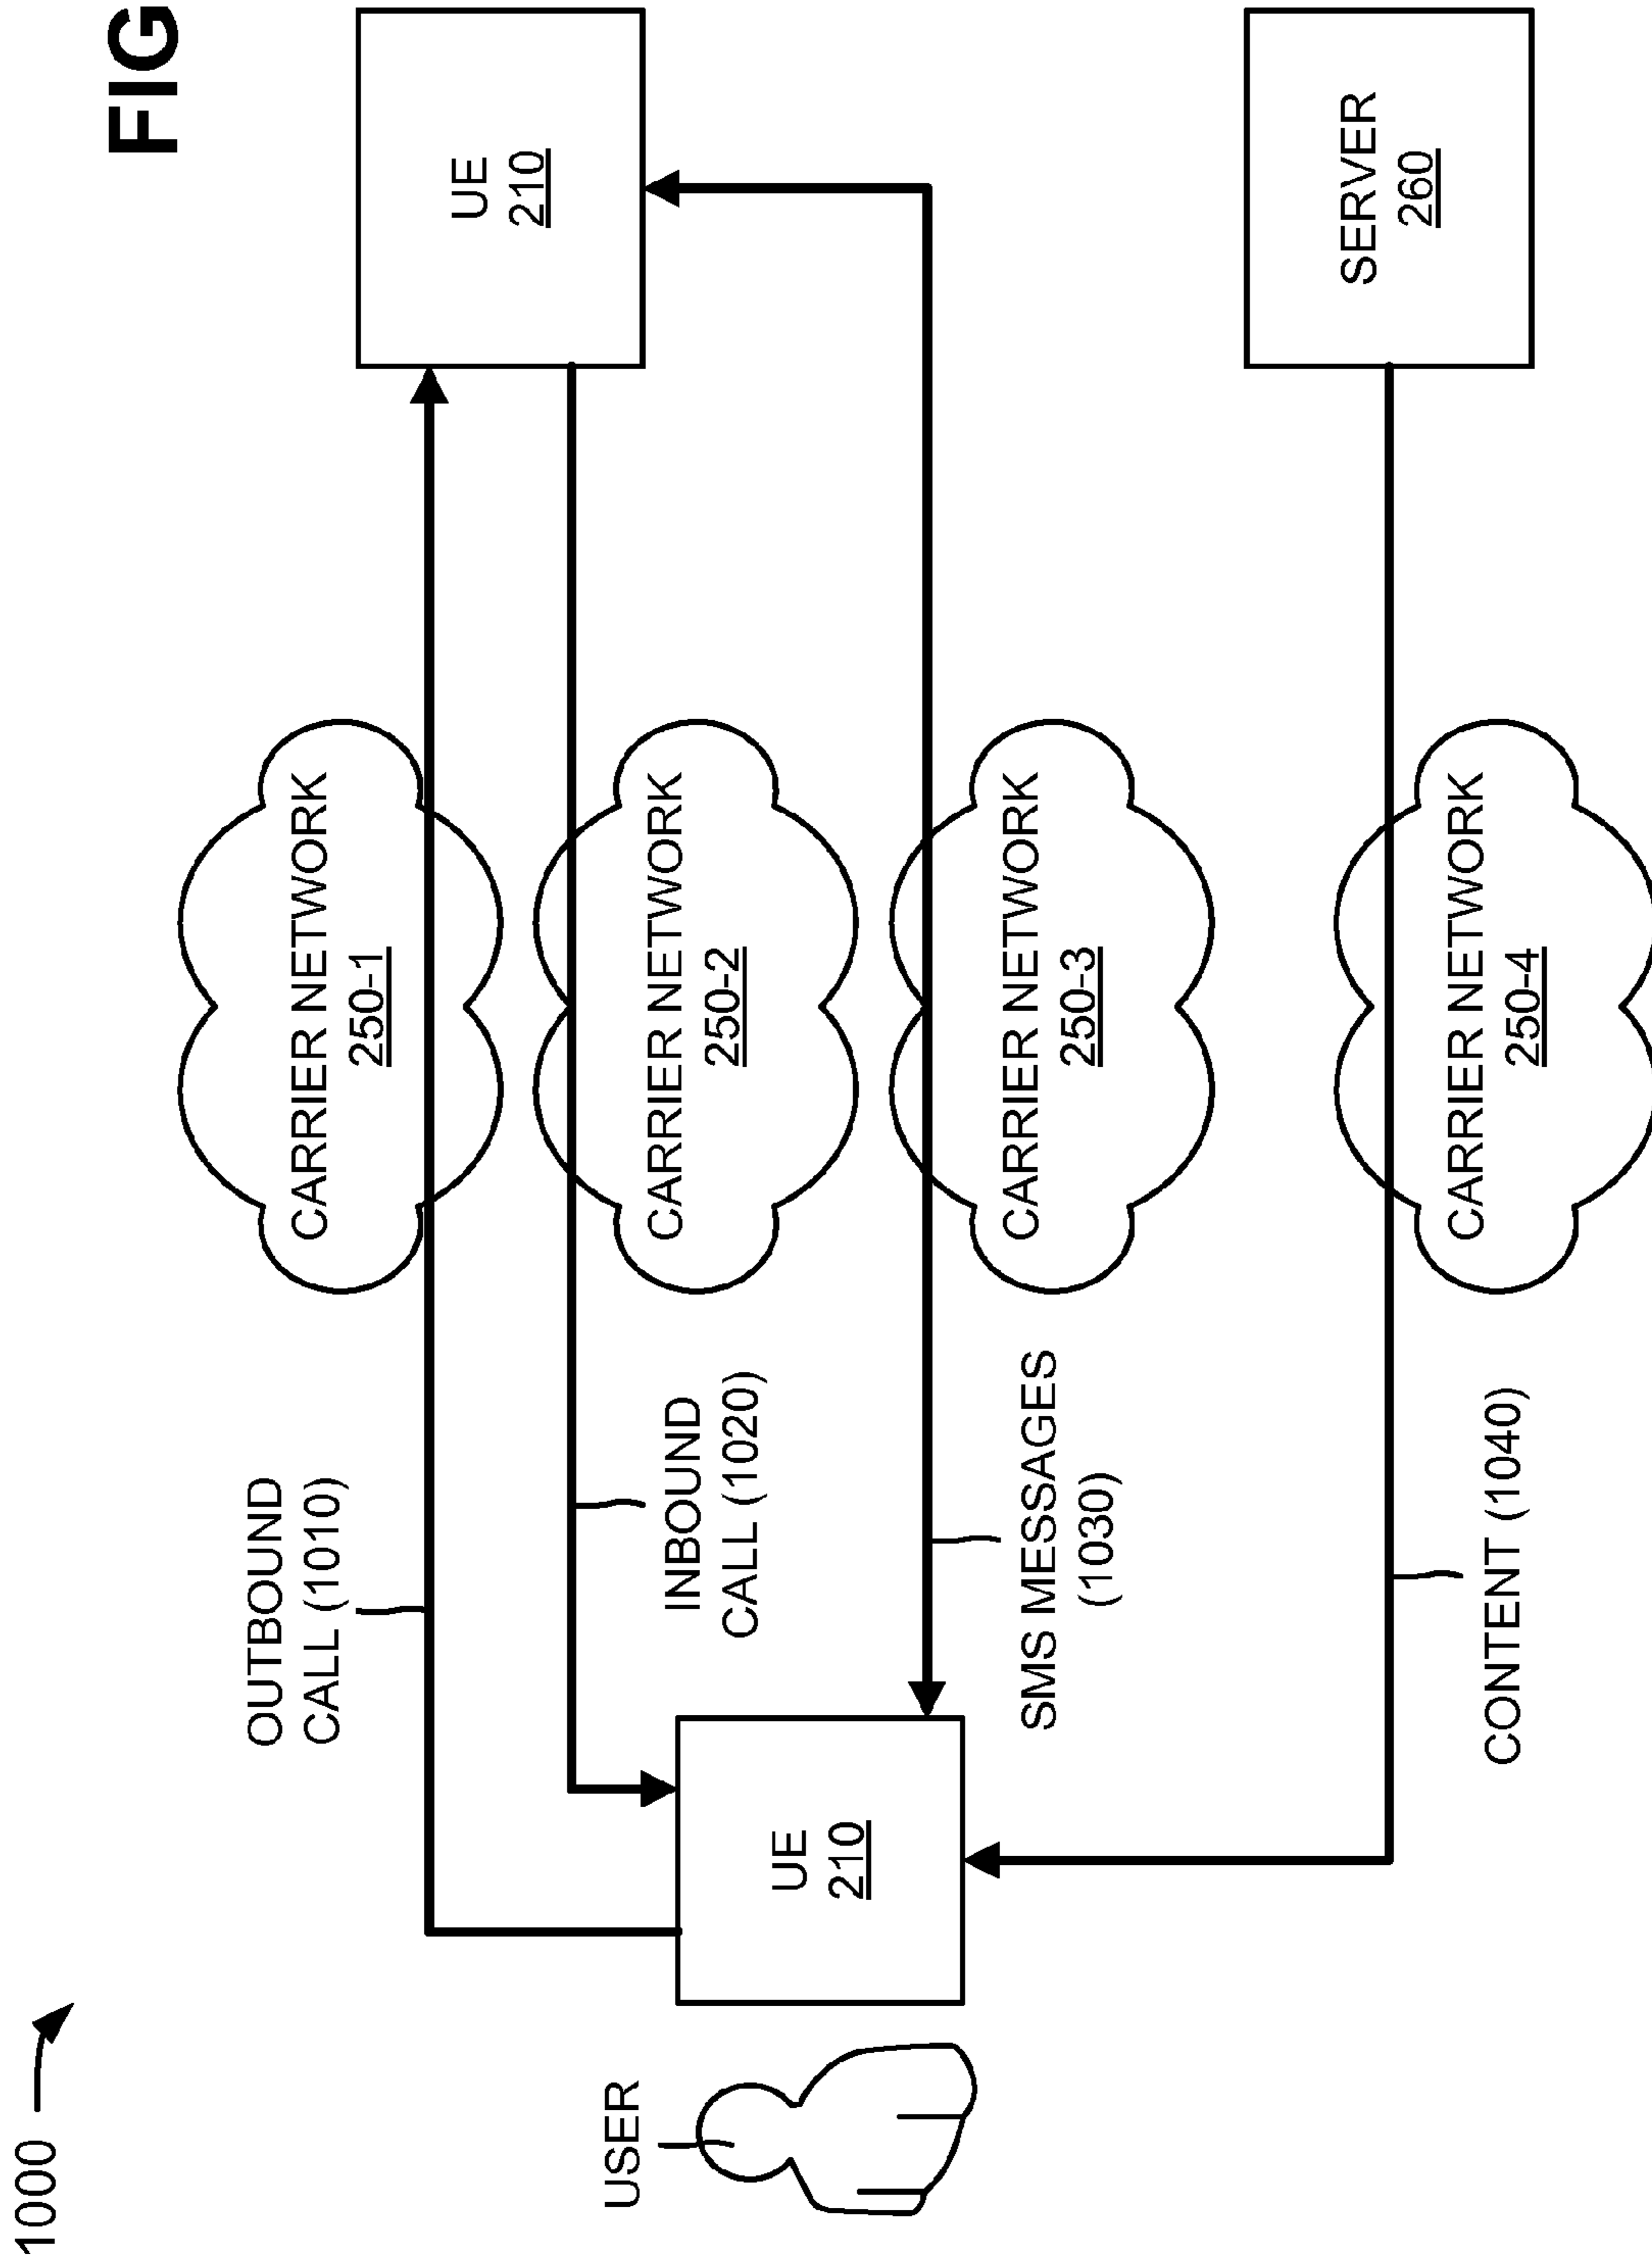 1000
FIG
OUTBOUND
CALL (1010)
CARRIER NETWORK
250-1
UE
210
USER
UE
210
INBOUND
CALL (1020)
CARRIER NETWORK
250-2
SMS MESSAGES
(1030)
CARRIER NETWORK
250-3
CONTENT (1040)
CARRIER NETWORK
250-4
SERVER
260